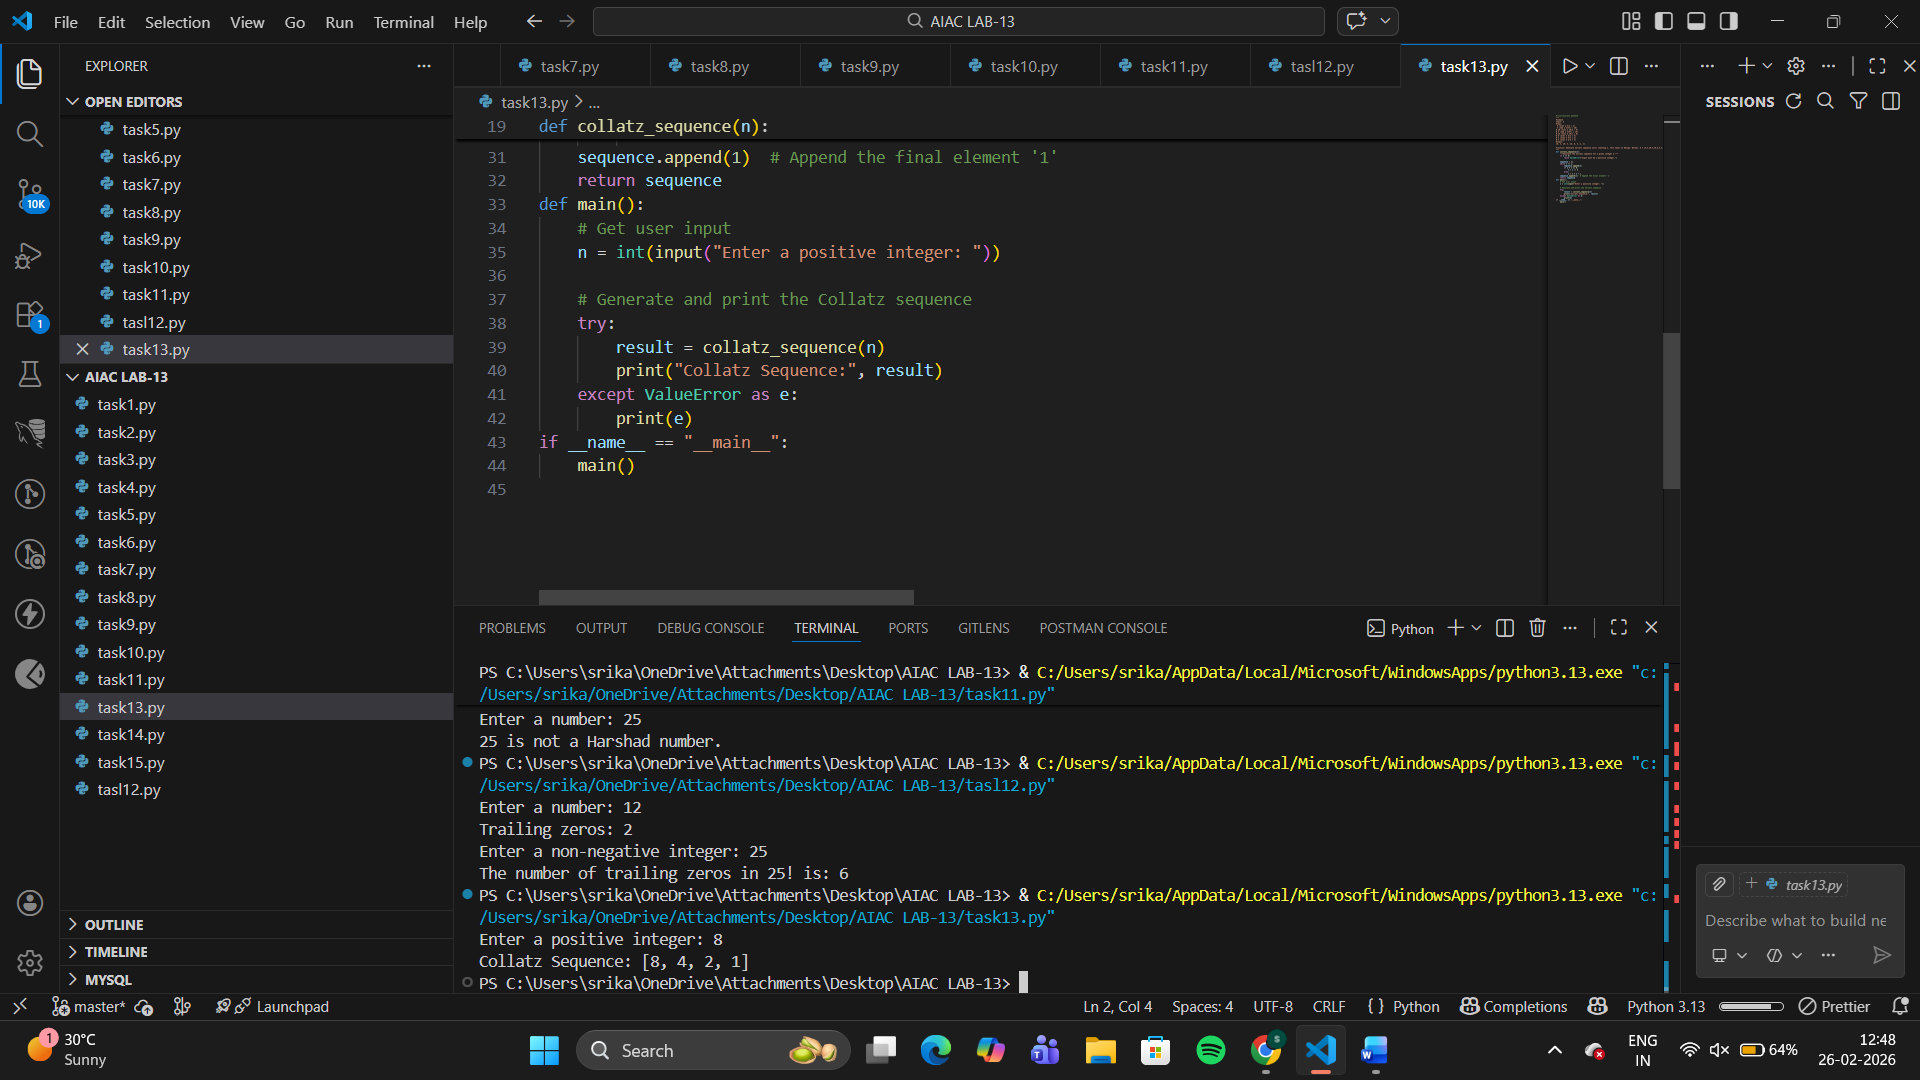 File Edit Selection View Go Run Terminal Help
AIAC LAB-13
EXPLORER
OPEN EDITORS
task5.py
task6.py
task7.py
task8.py
task9.py
task10.py
task11.py
tasl12.py
task13.py
AIAC LAB-13
task1.py
task2.py
task3.py
task4.py
task5.py
task6.py
task7.py
task8.py
task9.py
task10.py
task11.py
task13.py
task14.py
task15.py
tasl12.py
OUTLINE
TIMELINE
MYSQL
10K
1
task7.py task8.py task9.py task10.py task11.py tasl12.py task13.py
task13.py > ...
19 def collatz_sequence(n):
31 sequence.append(1)  # Append the final element '1'
32 return sequence
33 def main():
34 # Get user input
35 n = int(input("Enter a positive integer: "))
36
37 # Generate and print the Collatz sequence
38 try:
39 result = collatz_sequence(n)
40 print("Collatz Sequence:", result)
41 except ValueError as e:
42 print(e)
43 if __name__ == "__main__":
44 main()
45
PROBLEMS OUTPUT DEBUG CONSOLE TERMINAL PORTS GITLENS POSTMAN CONSOLE
Python
PS C:\Users\srika\OneDrive\Attachments\Desktop\AIAC LAB-13> & C:/Users/srika/AppData/Local/Microsoft/WindowsApps/python3.13.exe "c:
/Users/srika/OneDrive/Attachments/Desktop/AIAC LAB-13/task11.py"
Enter a number: 25
25 is not a Harshad number.
PS C:\Users\srika\OneDrive\Attachments\Desktop\AIAC LAB-13> & C:/Users/srika/AppData/Local/Microsoft/WindowsApps/python3.13.exe "c:
/Users/srika/OneDrive/Attachments/Desktop/AIAC LAB-13/tasl12.py"
Enter a number: 12
Trailing zeros: 2
Enter a non-negative integer: 25
The number of trailing zeros in 25! is: 6
PS C:\Users\srika\OneDrive\Attachments\Desktop\AIAC LAB-13> & C:/Users/srika/AppData/Local/Microsoft/WindowsApps/python3.13.exe "c:
/Users/srika/OneDrive/Attachments/Desktop/AIAC LAB-13/task13.py"
Enter a positive integer: 8
Collatz Sequence: [8, 4, 2, 1]
PS C:\Users\srika\OneDrive\Attachments\Desktop\AIAC LAB-13>
SESSIONS
task13.py
Describe what to build ne
master* Launchpad
Ln 2, Col 4 Spaces: 4 UTF-8 CRLF { } Python Completions Python 3.13 Prettier
1
30°C
Sunny
Search
ENG
IN
64%
12:48
26-02-2026